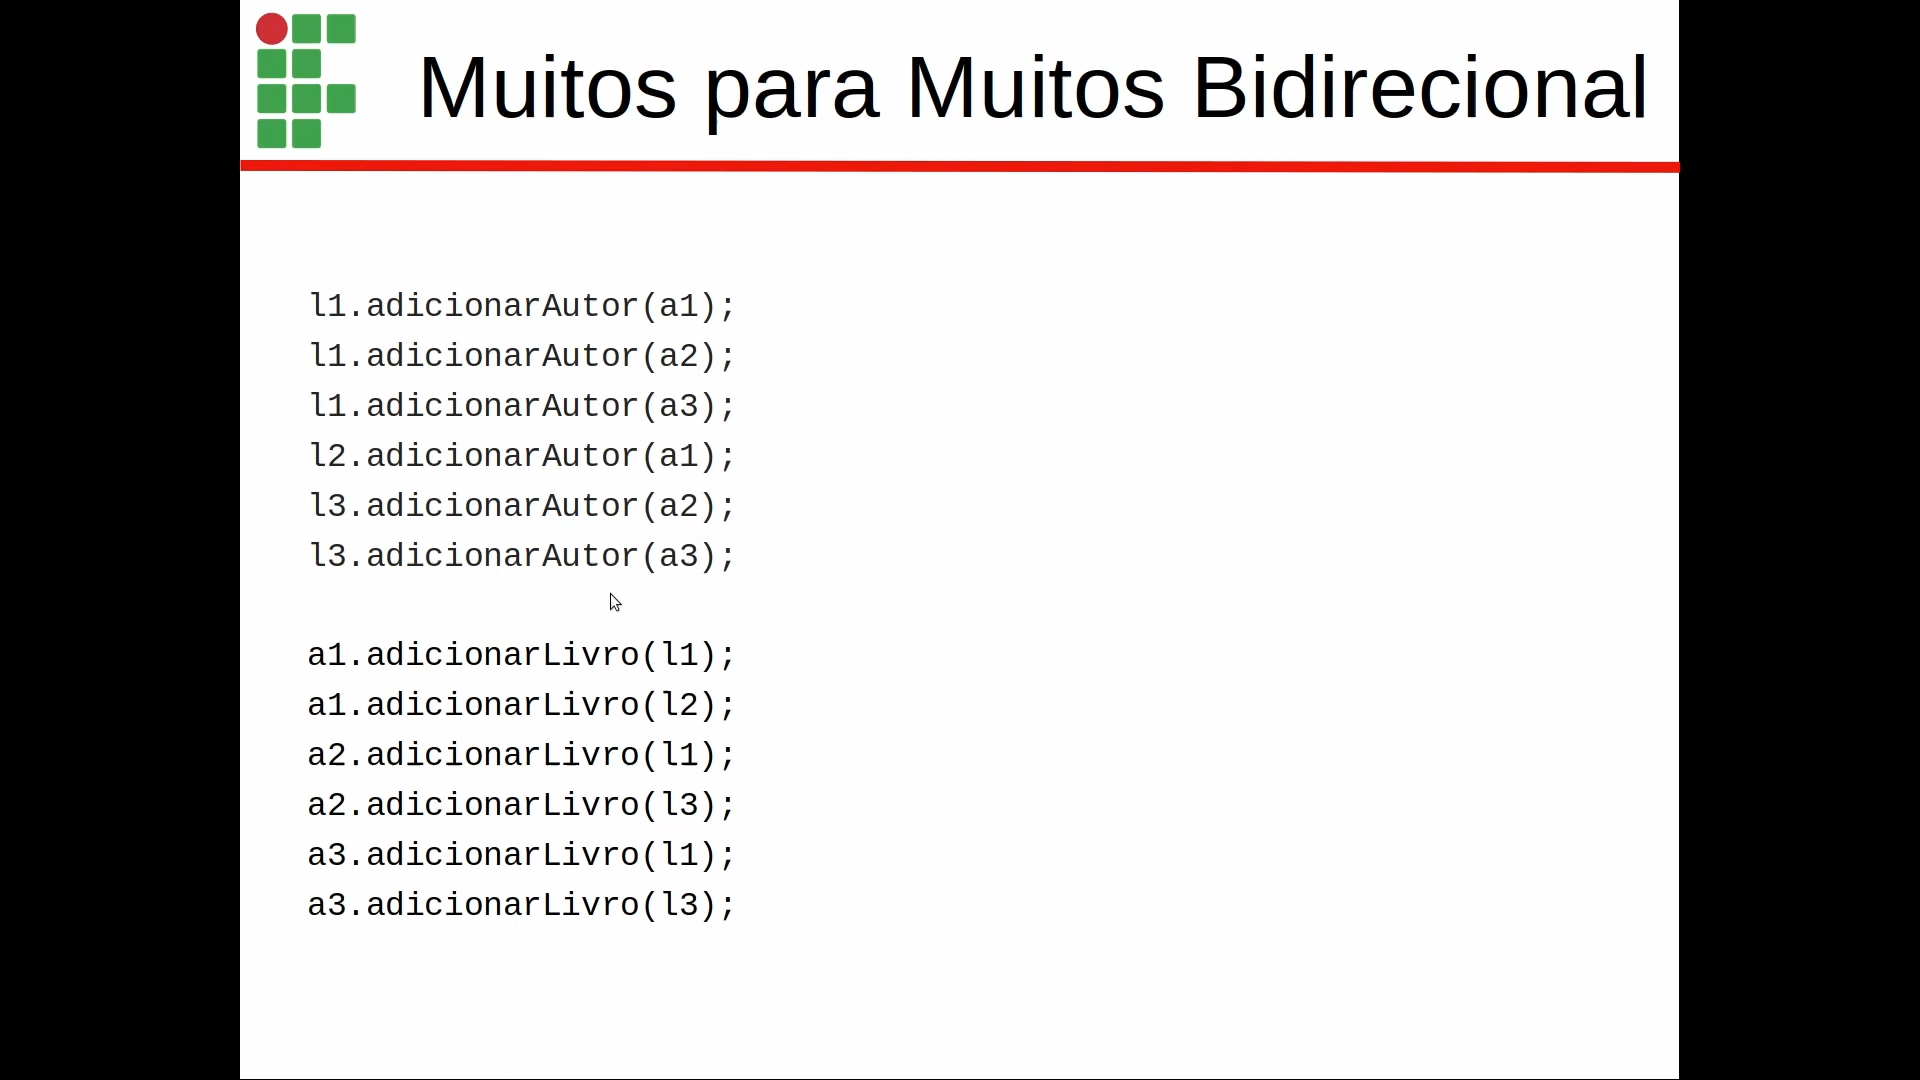 Muitos para Muitos Bidirecional
l1.adicionarAutor(a1);
l1.adicionarAutor(a2);
l1.adicionarAutor(a3);
l2.adicionarAutor(a1);
l3.adicionarAutor(a2);
l3.adicionarAutor(a3);
a1.adicionarLivro(l1);
a1.adicionarLivro(l2);
a2.adicionarLivro(l1);
a2.adicionarLivro(l3);
a3.adicionarLivro(l1);
a3.adicionarLivro(l3);